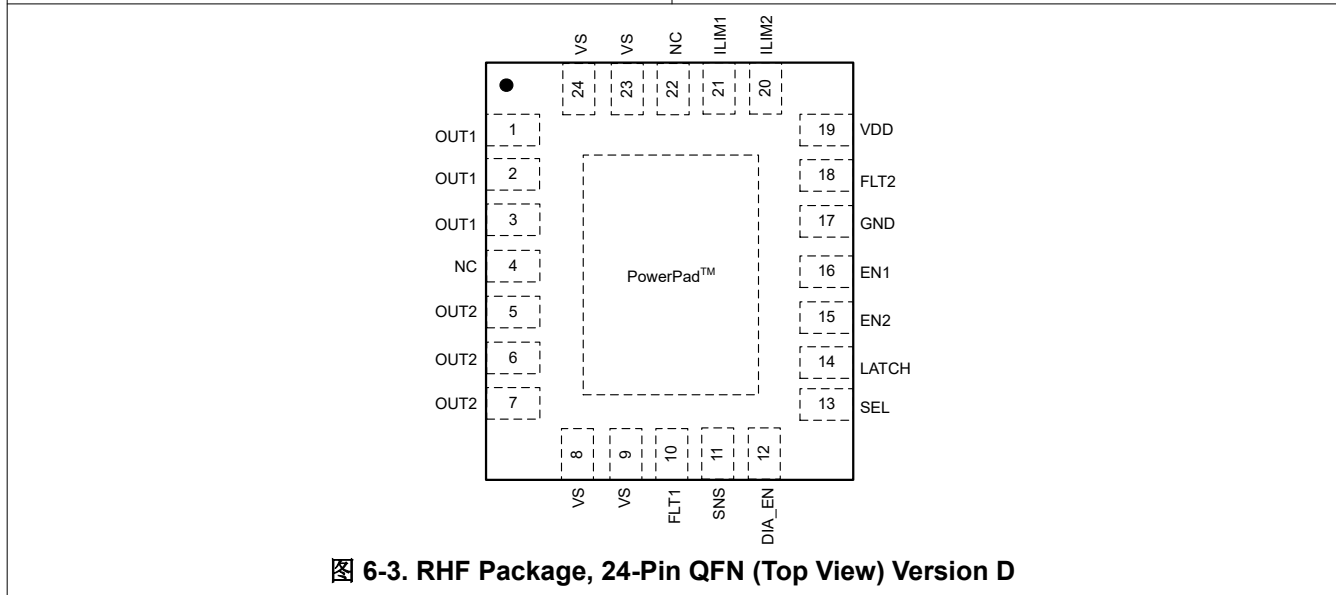 VS
VS
NC
ILIM1
ILIM2
24
23
22
21
20
OUT1 1
19 VDD
OUT1 2
18 FLT2
OUT1 3
17 GND
NC 4
16 EN1
PowerPad™
OUT2 5
15 EN2
OUT2 6
14 LATCH
OUT2 7
13 SEL
8
9
10
11
12
VS
VS
FLT1
SNS
DIA_EN
图 6-3. RHF Package, 24-Pin QFN (Top View) Version D